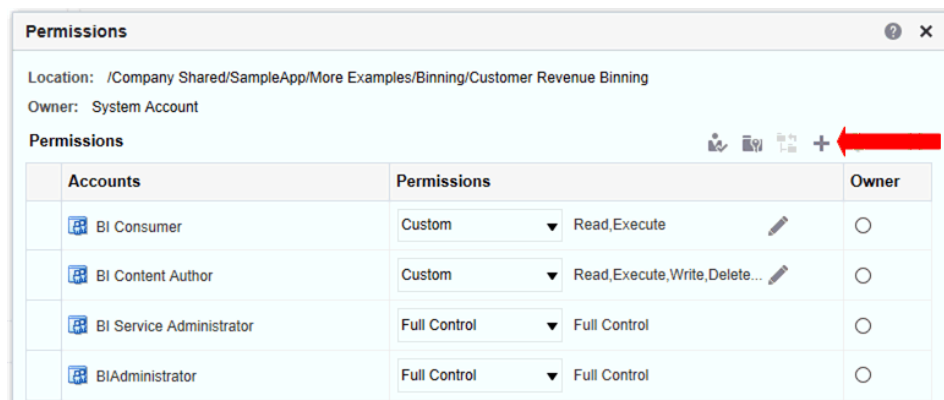 Permissions
Location: /Company Shared/SampleApp/More Examples/Binning/Customer Revenue Binning
Owner: System Account
Permissions
Accounts Permissions Owner
BI Consumer Custom Read,Execute
BI Content Author Custom Read,Execute,Write,Delete...
BI Service Administrator Full Control Full Control
BIAdministrator Full Control Full Control